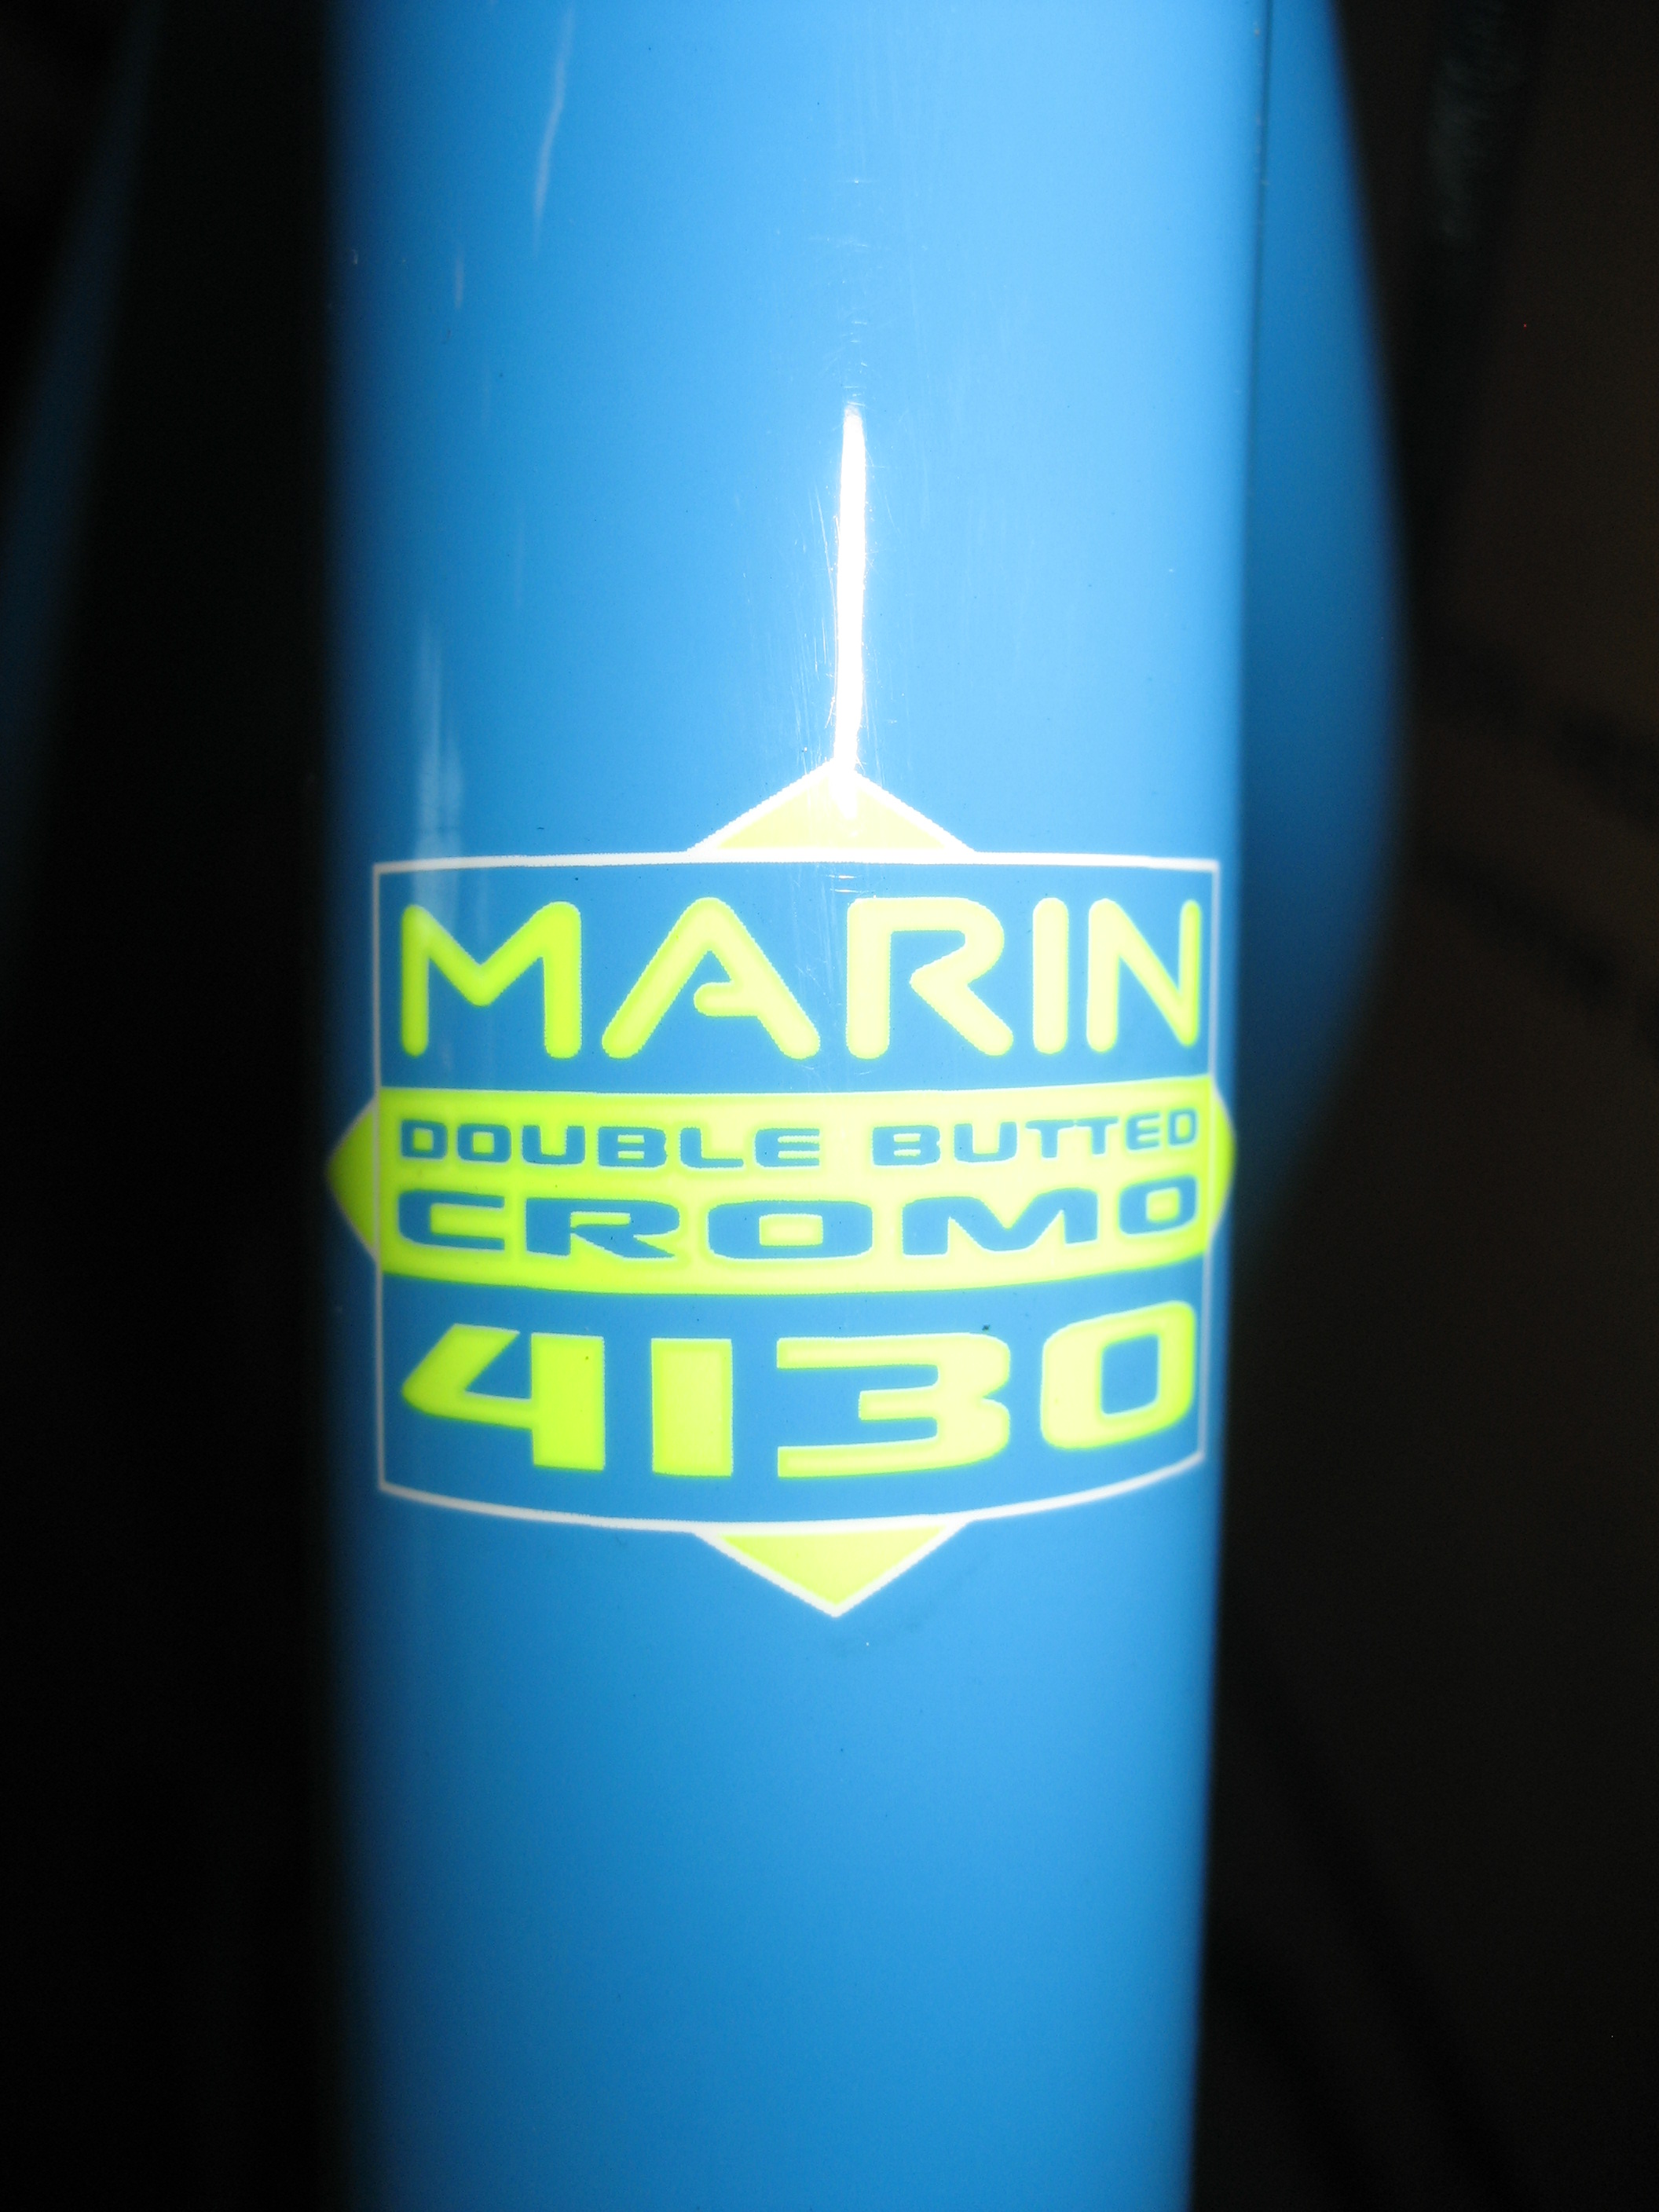 MARIN
DOUBLE BUTTED
CROMO
4130